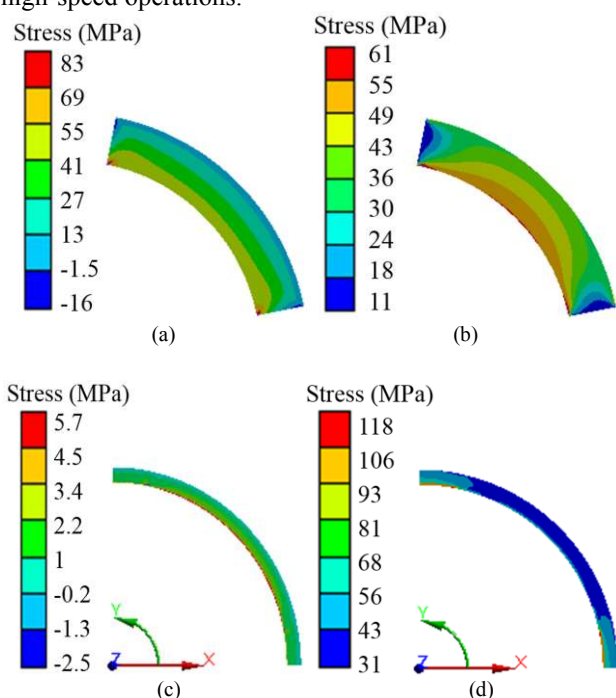 high-speed operations.
Stress (MPa)
83
69
55
41
27
13
-1.5
-16
(a)
Stress (MPa)
61
55
49
43
36
30
24
18
11
(b)
Stress (MPa)
5.7
4.5
3.4
2.2
1
-0.2
-1.3
-2.5
Y
Z
X
(c)
Stress (MPa)
118
106
93
81
68
56
43
31
Y
Z
X
(d)